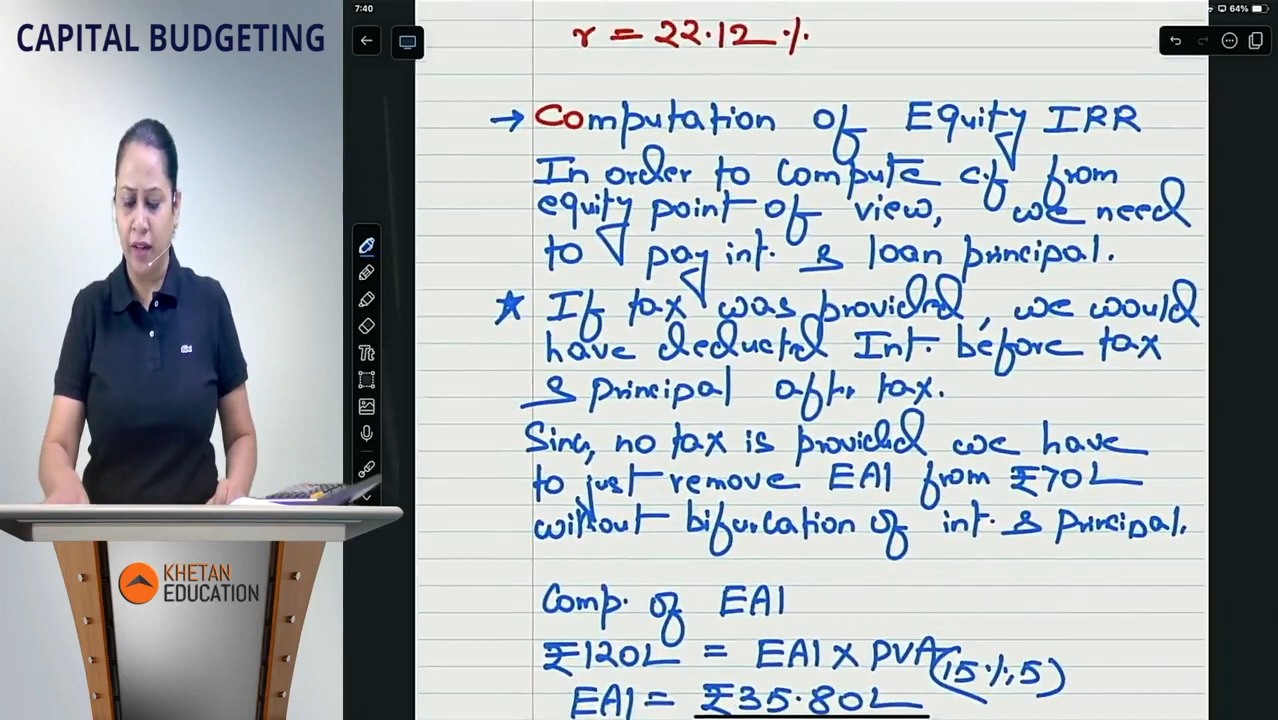 CAPITAL BUDGETING
7:40
64%
r = 22.12%
→ Computation of Equity IRR
In order to compute c.f from
equity point of view, we need
to pay int. & loan principal.
★ If tax was provided, we would
have deducted Int. before tax
& principal aftr tax.
Sinc, no tax is provided we have
to just remove EAI from ₹70L
without bifurcation of int. & principal.
Comp. of EAI
₹120L = EAI x PVA(15%,5)
EAI = ₹35.80L
Tt
KHETAN
EDUCATION